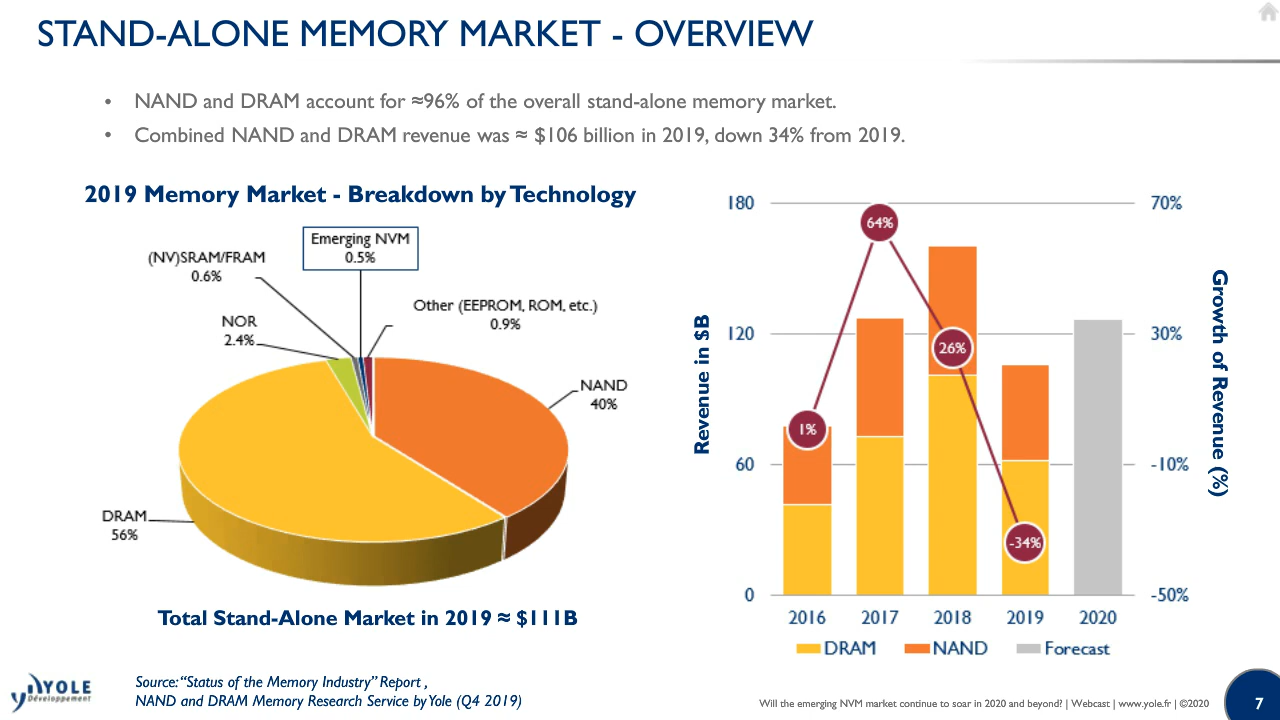 STAND-ALONE MEMORY MARKET - OVERVIEW
• NAND and DRAM account for ≈96% of the overall stand-alone memory market.
• Combined NAND and DRAM revenue was ≈ $106 billion in 2019, down 34% from 2019.
2019 Memory Market - Breakdown by Technology
Emerging NVM
0.5%
(NV)SRAM/FRAM
0.6%
Other (EEPROM, ROM, etc.)
0.9%
NOR
2.4%
NAND
40%
DRAM
56%
Total Stand-Alone Market in 2019 ≈ $111B
Revenue in $B
180
120
60
0
70%
30%
-10%
-50%
Growth of Revenue (%)
1%
64%
26%
-34%
2016 2017 2018 2019 2020
DRAM NAND Forecast
YOLE
Développement
Source: “Status of the Memory Industry” Report ,
NAND and DRAM Memory Research Service by Yole (Q4 2019)
Will the emerging NVM market continue to soar in 2020 and beyond? | Webcast | www.yole.fr | ©2020
7